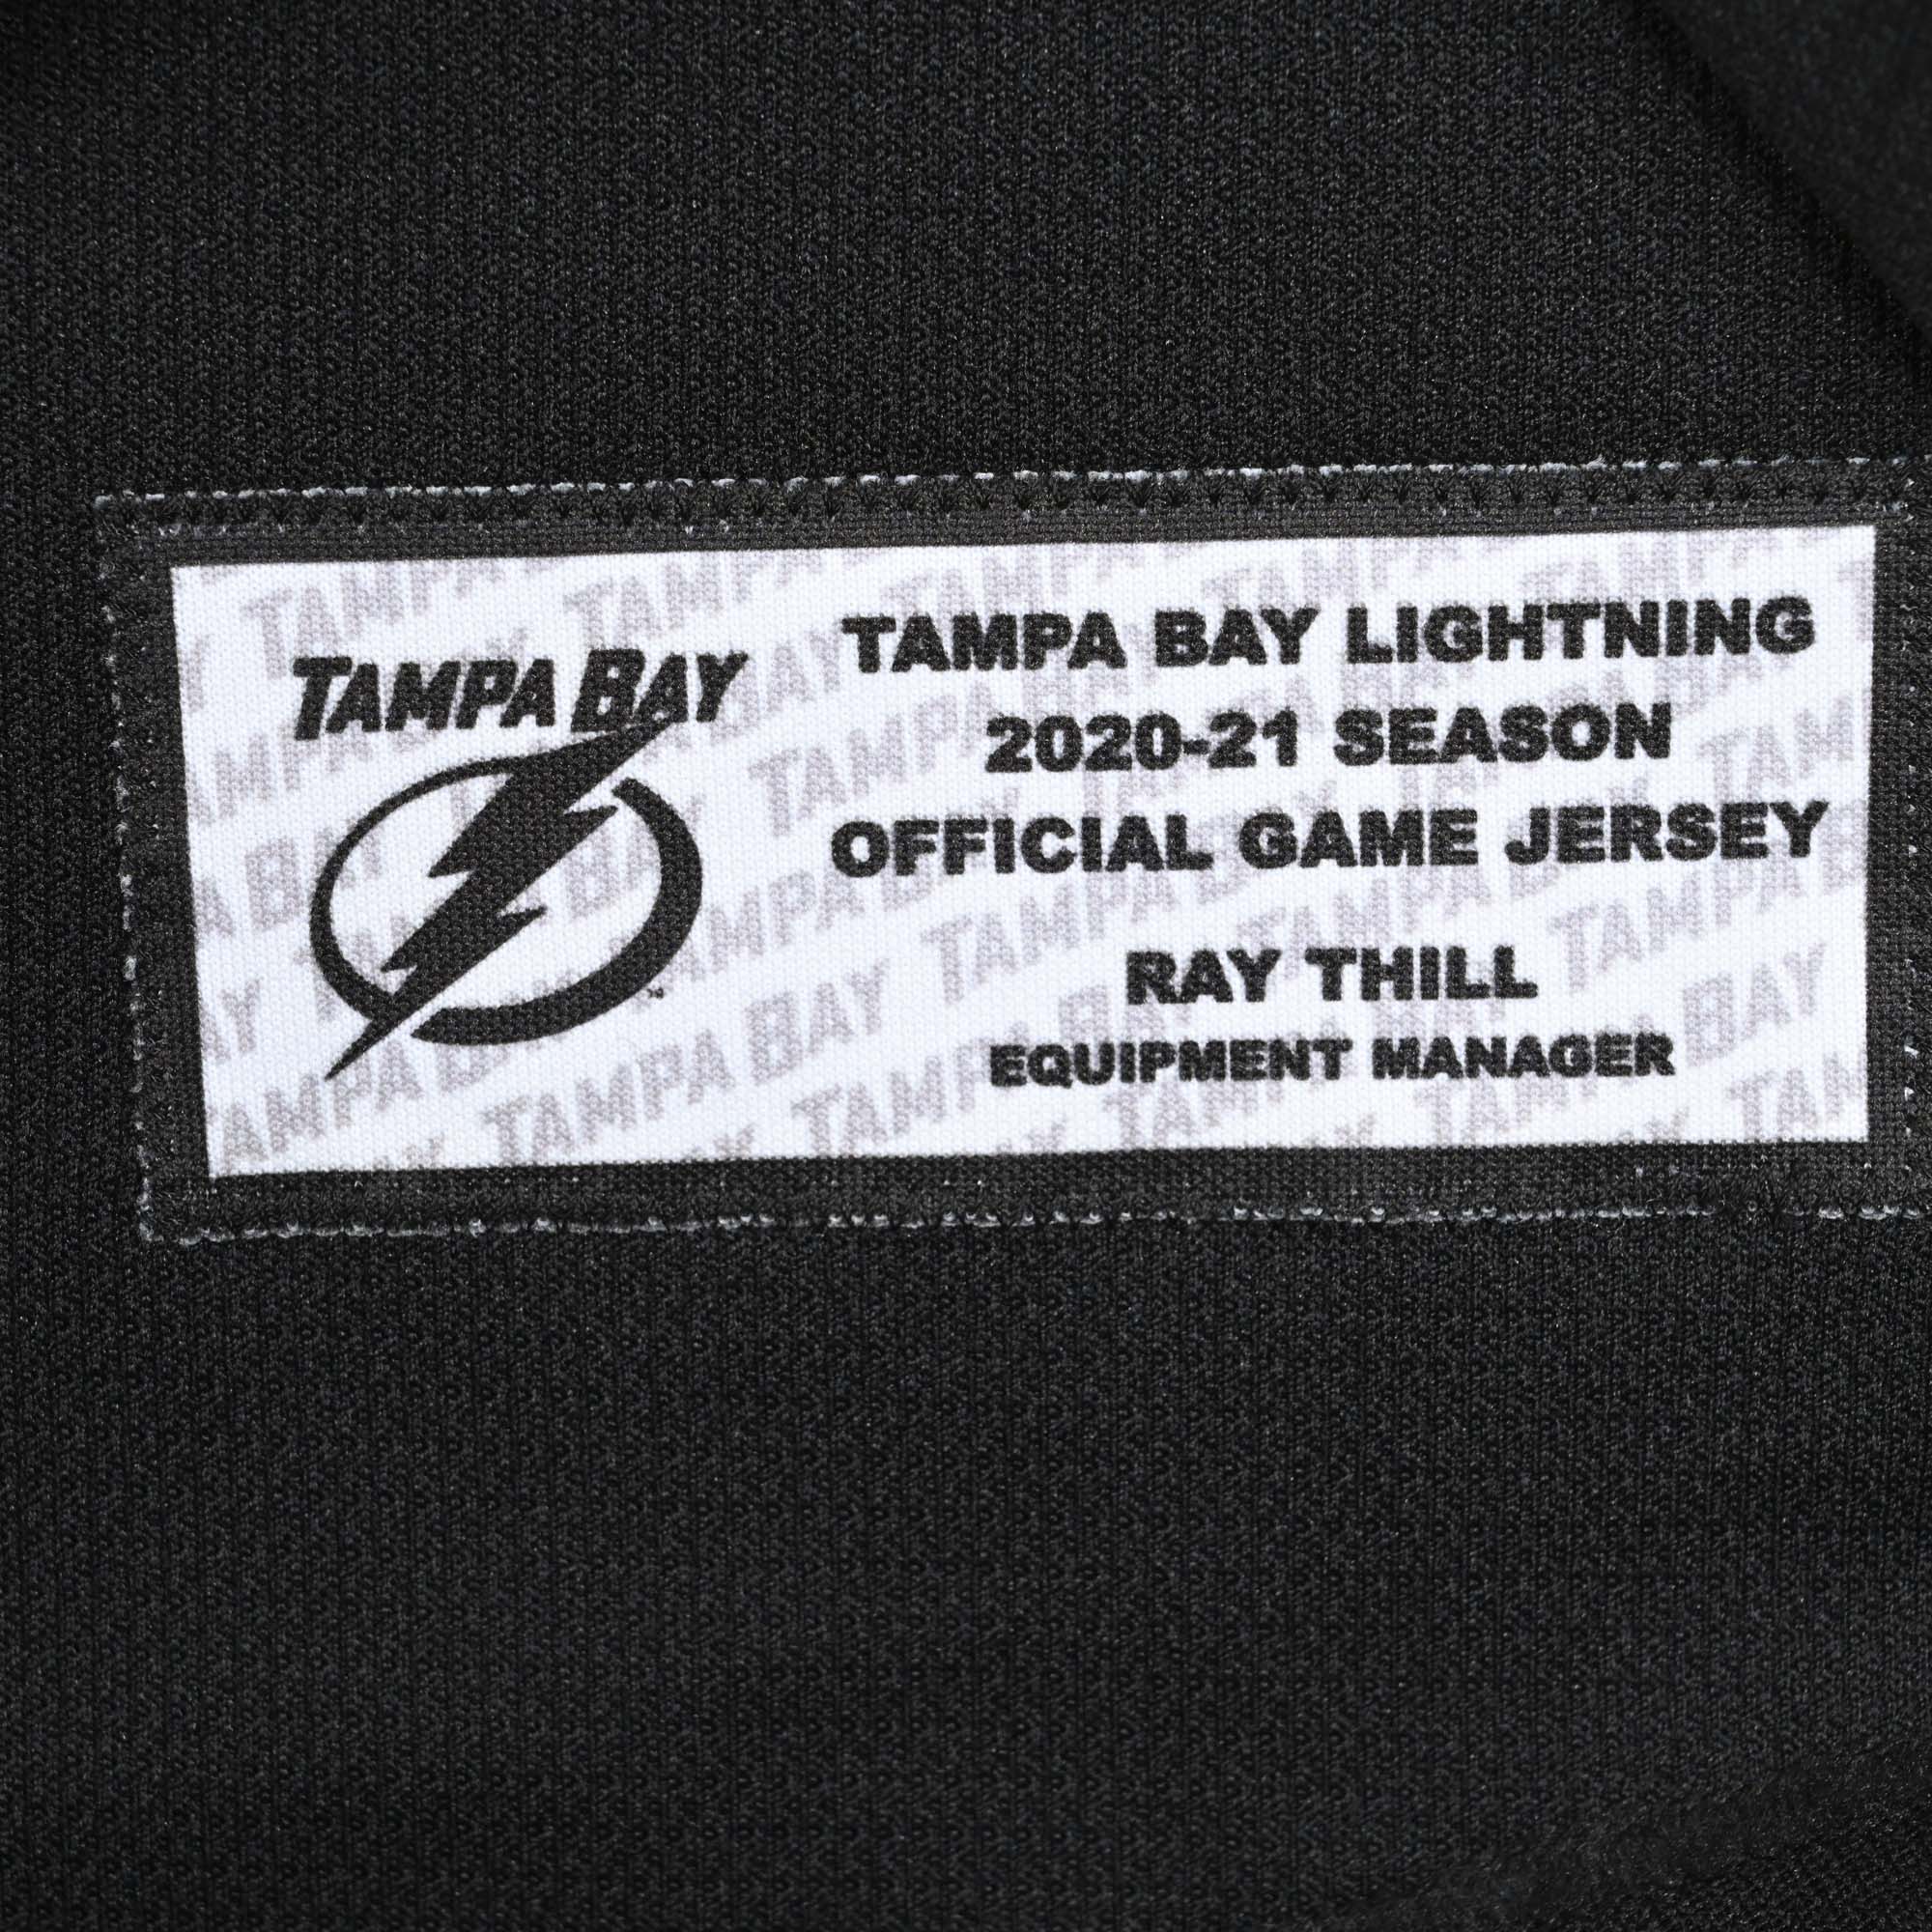 TAMPA BAY
TAMPA BAY LIGHTNING
2020-21 SEASON
OFFICIAL GAME JERSEY
RAY THILL
EQUIPMENT MANAGER